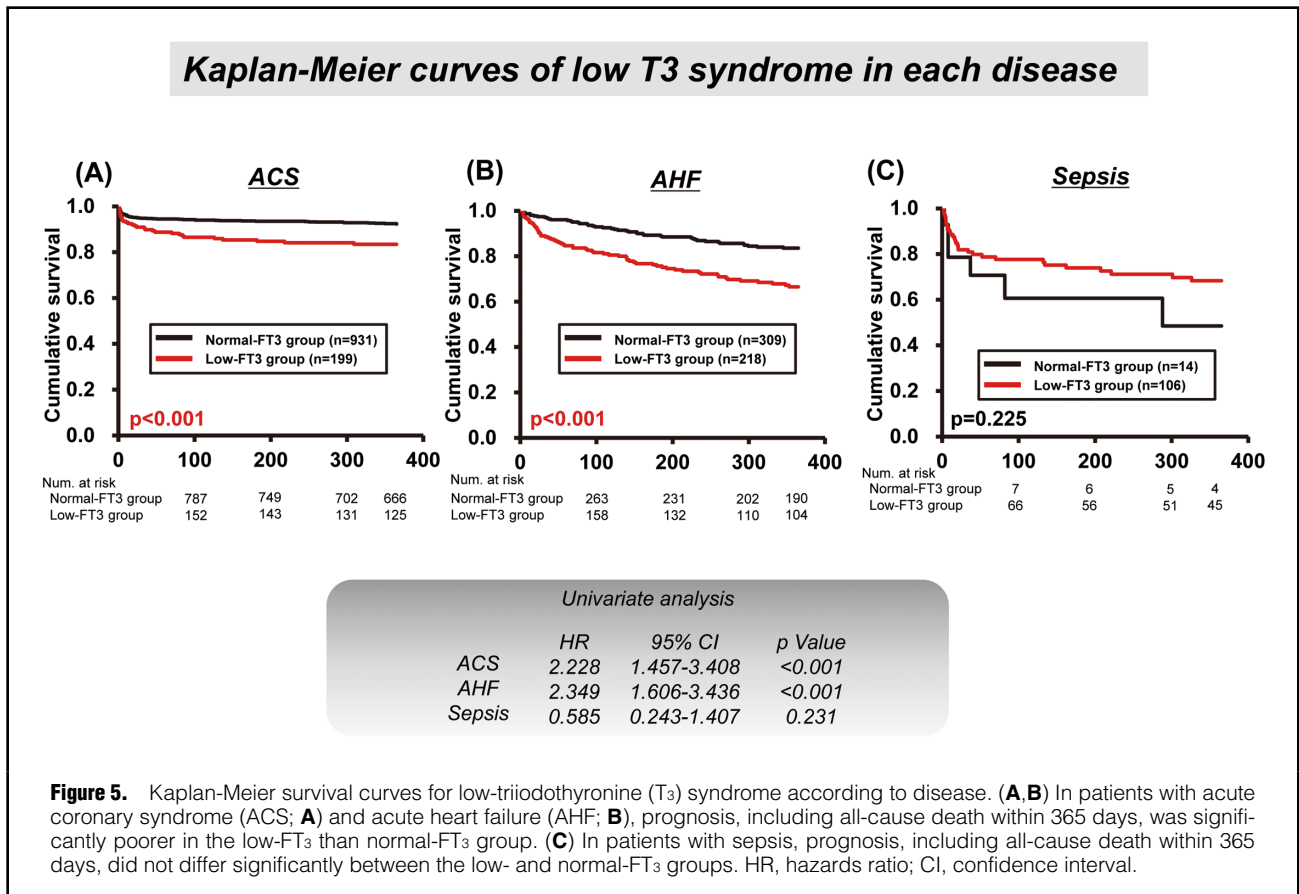 Kaplan-Meier curves of low T3 syndrome in each disease
(A)
ACS
Cumulative survival
1.0
0.8
0.6
0.4
0.2
0.0
Normal-FT3 group (n=931)
Low-FT3 group (n=199)
p<0.001
0 100 200 300 400
Num. at risk
Normal-FT3 group 787 749 702 666
Low-FT3 group 152 143 131 125
(B)
AHF
Cumulative survival
1.0
0.8
0.6
0.4
0.2
0.0
Normal-FT3 group (n=309)
Low-FT3 group (n=218)
p<0.001
0 100 200 300 400
Num. at risk
Normal-FT3 group 263 231 202 190
Low-FT3 group 158 132 110 104
(C)
Sepsis
Cumulative survival
1.0
0.8
0.6
0.4
0.2
0.0
Normal-FT3 group (n=14)
Low-FT3 group (n=106)
p=0.225
0 100 200 300 400
Num. at risk
Normal-FT3 group 7 6 5 4
Low-FT3 group 66 56 51 45
Univariate analysis
HR 95% CI p Value
ACS 2.228 1.457-3.408 <0.001
AHF 2.349 1.606-3.436 <0.001
Sepsis 0.585 0.243-1.407 0.231
Figure 5. Kaplan-Meier survival curves for low-triiodothyronine (T3) syndrome according to disease. (A,B) In patients with acute
coronary syndrome (ACS; A) and acute heart failure (AHF; B), prognosis, including all-cause death within 365 days, was signifi-
cantly poorer in the low-FT3 than normal-FT3 group. (C) In patients with sepsis, prognosis, including all-cause death within 365
days, did not differ significantly between the low- and normal-FT3 groups. HR, hazards ratio; CI, confidence interval.